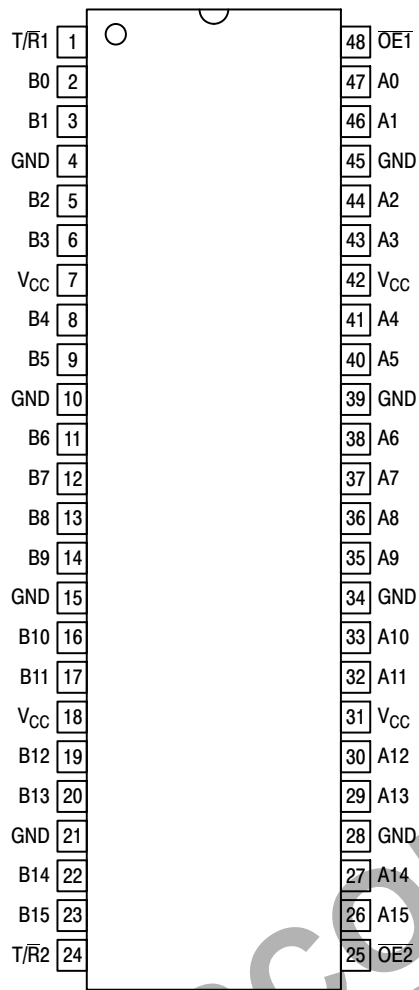 T/R̅1 1 48 O̅E̅1̅
B0 2 47 A0
B1 3 46 A1
GND 4 45 GND
B2 5 44 A2
B3 6 43 A3
VCC 7 42 VCC
B4 8 41 A4
B5 9 40 A5
GND 10 39 GND
B6 11 38 A6
B7 12 37 A7
B8 13 36 A8
B9 14 35 A9
GND 15 34 GND
B10 16 33 A10
B11 17 32 A11
VCC 18 31 VCC
B12 19 30 A12
B13 20 29 A13
GND 21 28 GND
B14 22 27 A14
B15 23 26 A15
T/R̅2 24 25 O̅E̅2̅